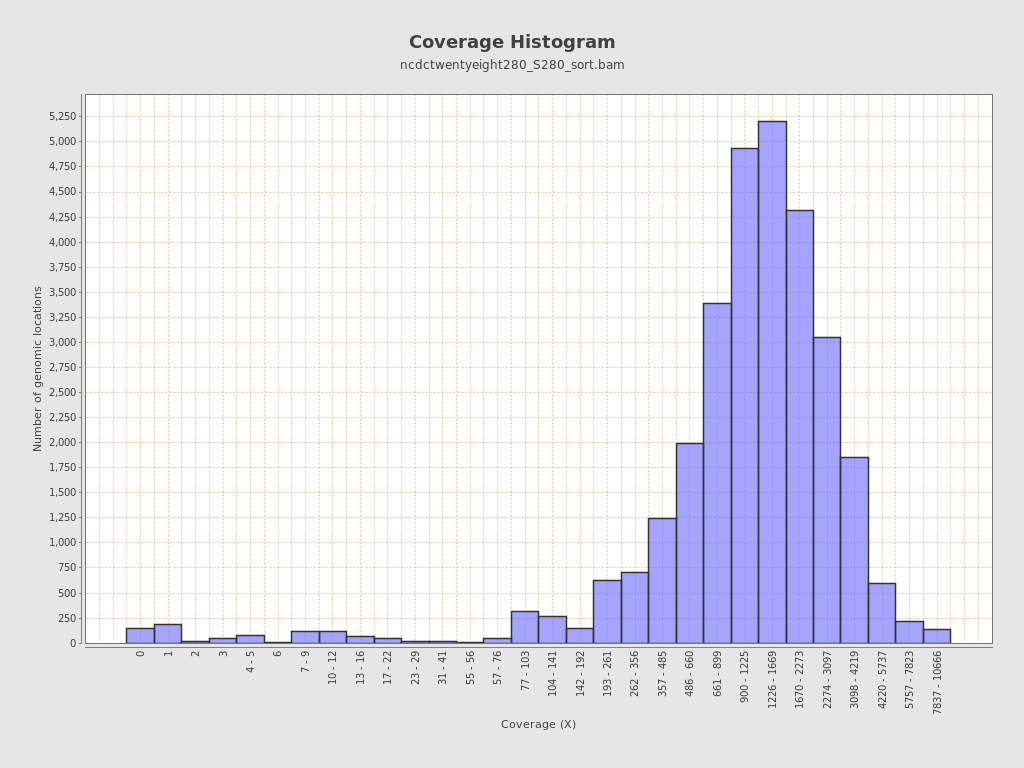 Coverage Histogram
ncdctwentyeight280_S280_sort.bam
Number of genomic locations
5,250
5,000
4,750
4,500
4,250
4,000
3,750
3,500
3,250
3,000
2,750
2,500
2,250
2,000
1,750
1,500
1,250
1,000
750
500
250
0
0
1
2
3
4 - 5
6
7 - 9
10 - 12
13 - 16
17 - 22
23 - 29
31 - 41
55 - 56
57 - 76
77 - 103
104 - 141
142 - 192
193 - 261
262 - 356
357 - 485
486 - 660
661 - 899
900 - 1225
1226 - 1669
1670 - 2273
2274 - 3097
3098 - 4219
4220 - 5737
5757 - 7823
7837 - 10666
Coverage (X)